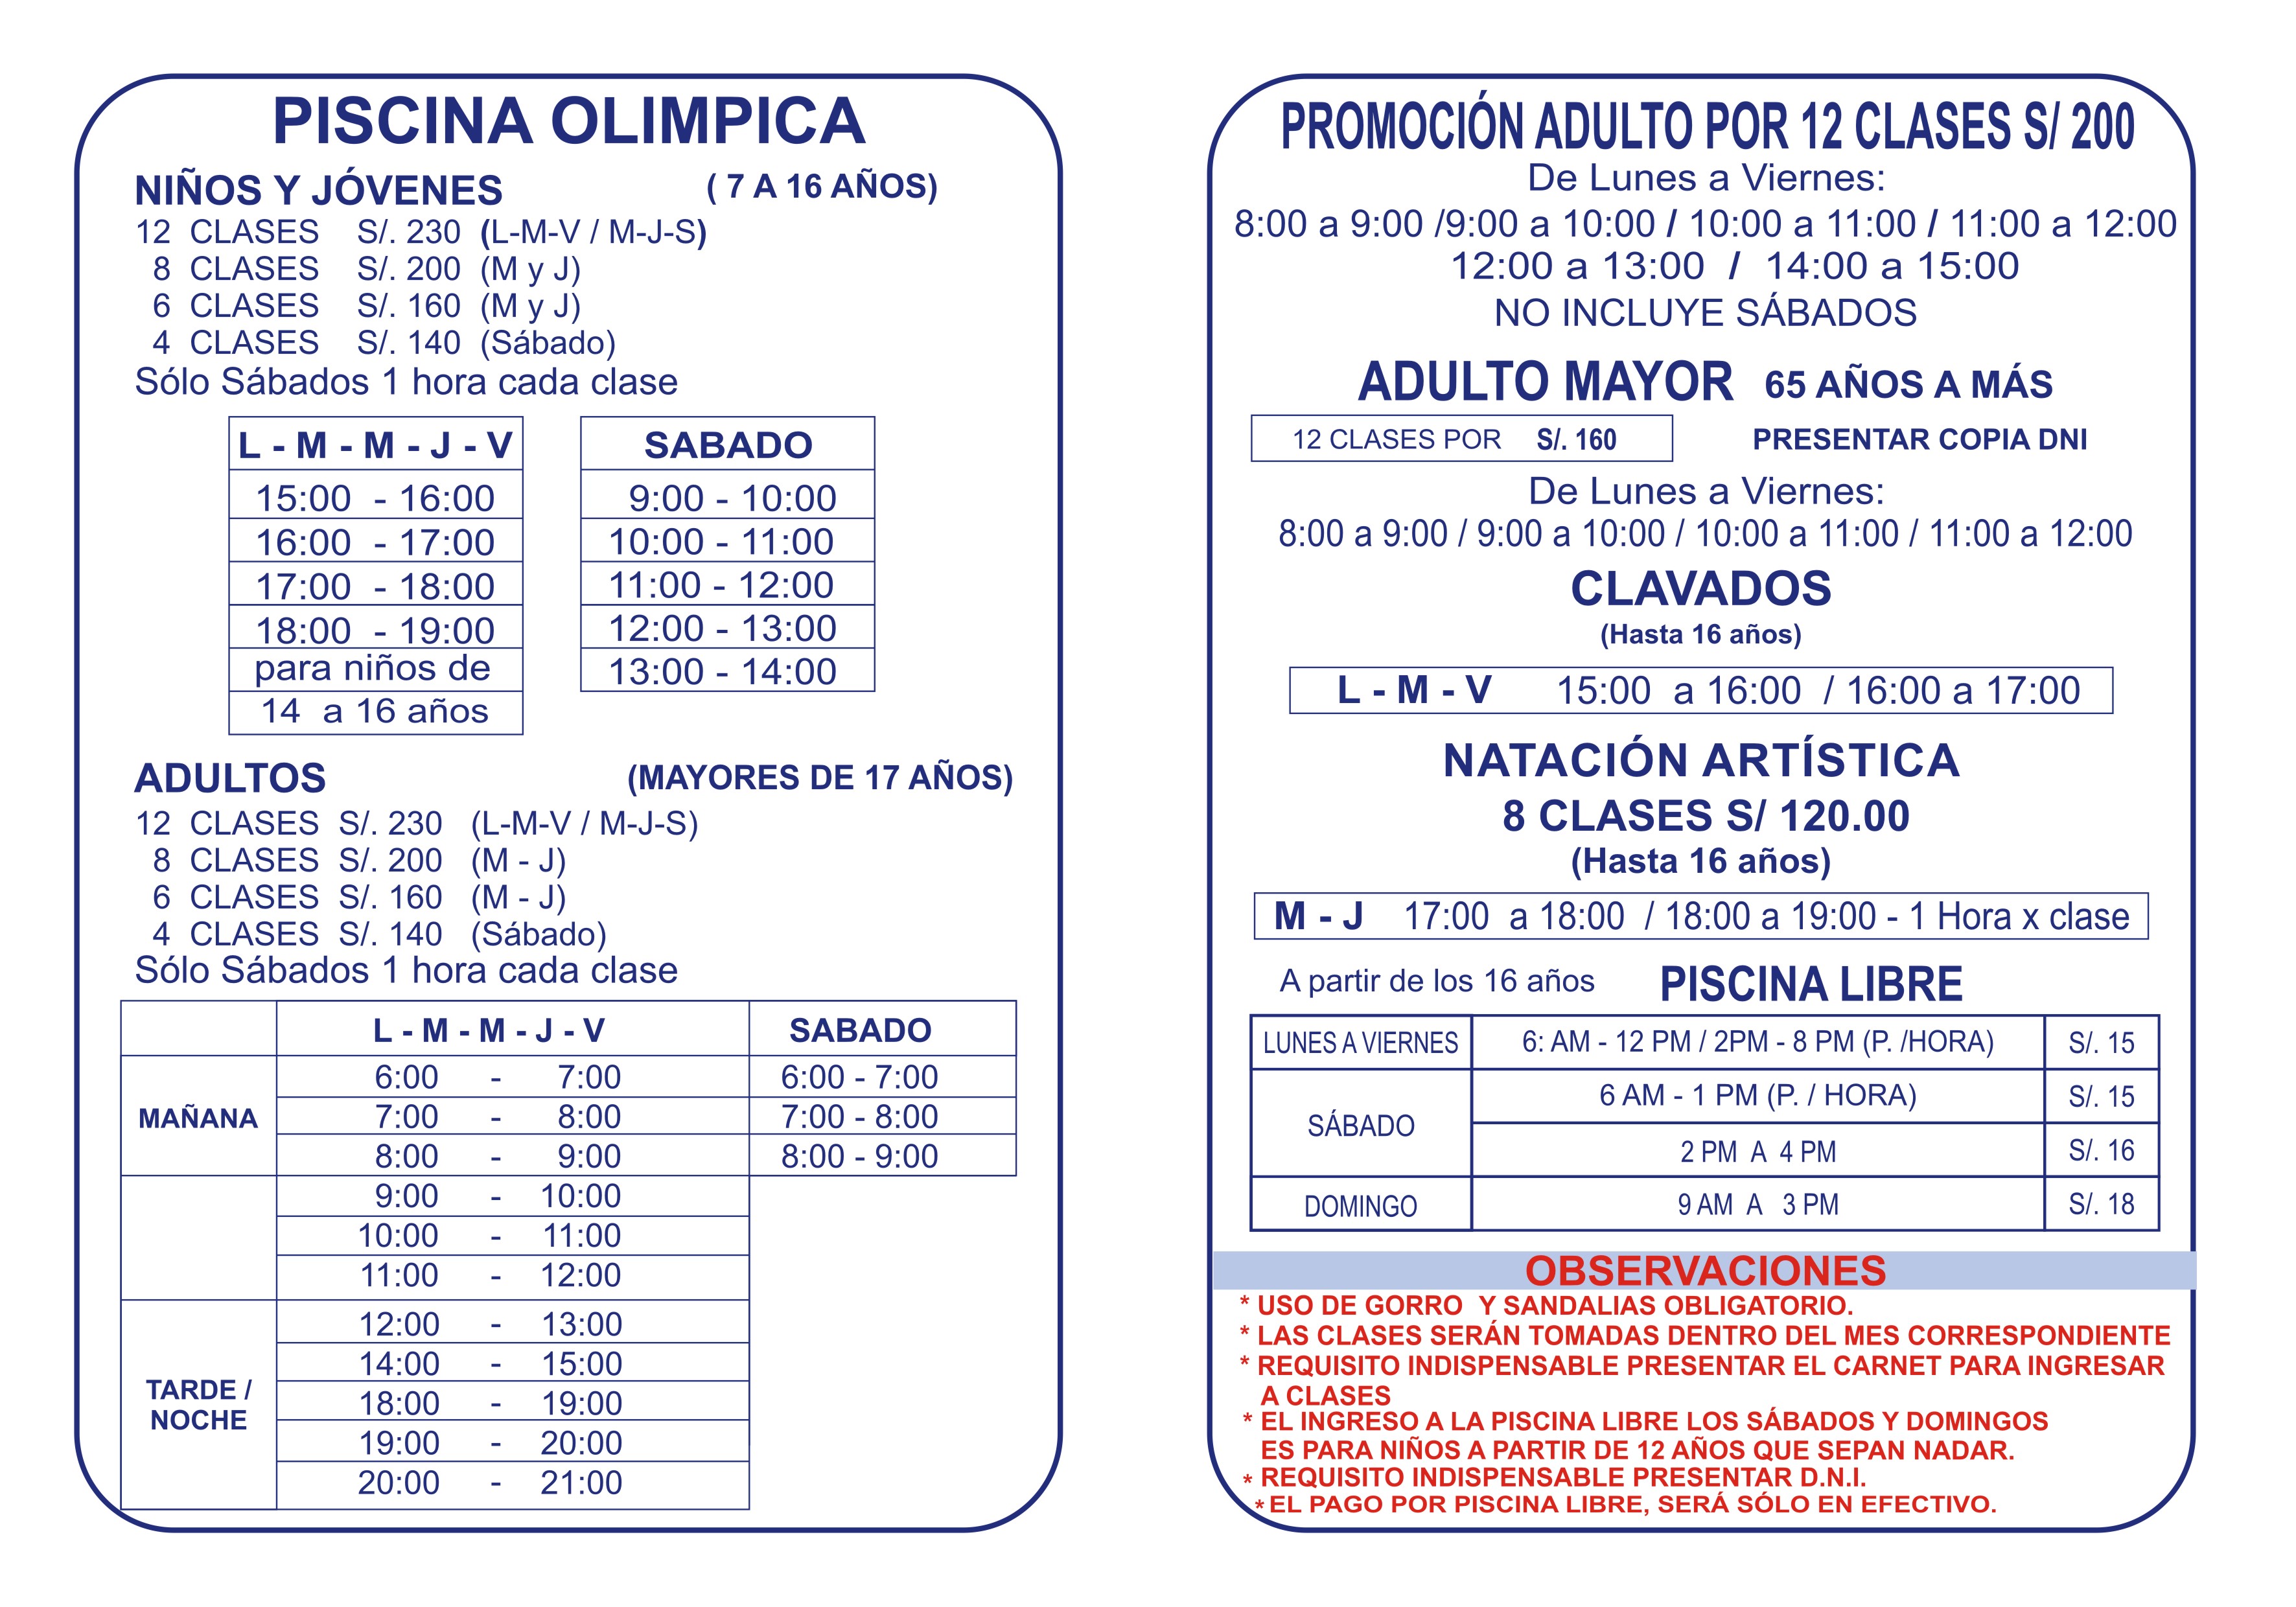 PISCINA OLIMPICA
NIÑOS Y JÓVENES ( 7 A 16 AÑOS)
12 CLASES S/. 230 (L-M-V / M-J-S)
8 CLASES S/. 200 (M y J)
6 CLASES S/. 160 (M y J)
4 CLASES S/. 140 (Sábado)
Sólo Sábados 1 hora cada clase
L - M - M - J - V
15:00 - 16:00
16:00 - 17:00
17:00 - 18:00
18:00 - 19:00
para niños de
14 a 16 años
SABADO
9:00 - 10:00
10:00 - 11:00
11:00 - 12:00
12:00 - 13:00
13:00 - 14:00
ADULTOS (MAYORES DE 17 AÑOS)
12 CLASES S/. 230 (L-M-V / M-J-S)
8 CLASES S/. 200 (M - J)
6 CLASES S/. 160 (M - J)
4 CLASES S/. 140 (Sábado)
Sólo Sábados 1 hora cada clase
L - M - M - J - V SABADO
6:00 - 7:00 6:00 - 7:00
MAÑANA 7:00 - 8:00 7:00 - 8:00
8:00 - 9:00 8:00 - 9:00
9:00 - 10:00
10:00 - 11:00
11:00 - 12:00
12:00 - 13:00
14:00 - 15:00
TARDE /
NOCHE
18:00 - 19:00
19:00 - 20:00
20:00 - 21:00
PROMOCIÓN ADULTO POR 12 CLASES S/ 200
De Lunes a Viernes:
8:00 a 9:00 /9:00 a 10:00 / 10:00 a 11:00 / 11:00 a 12:00
12:00 a 13:00 / 14:00 a 15:00
NO INCLUYE SÁBADOS
ADULTO MAYOR 65 AÑOS A MÁS
12 CLASES POR S/. 160 PRESENTAR COPIA DNI
De Lunes a Viernes:
8:00 a 9:00 / 9:00 a 10:00 / 10:00 a 11:00 / 11:00 a 12:00
CLAVADOS
(Hasta 16 años)
L - M - V 15:00 a 16:00 / 16:00 a 17:00
NATACIÓN ARTÍSTICA
8 CLASES S/ 120.00
(Hasta 16 años)
M - J 17:00 a 18:00 / 18:00 a 19:00 - 1 Hora x clase
A partir de los 16 años PISCINA LIBRE
LUNES A VIERNES 6: AM - 12 PM / 2PM - 8 PM (P. /HORA) S/. 15
SÁBADO 6 AM - 1 PM (P. / HORA) S/. 15
2 PM A 4 PM S/. 16
DOMINGO 9 AM A 3 PM S/. 18
OBSERVACIONES
* USO DE GORRO Y SANDALIAS OBLIGATORIO.
* LAS CLASES SERÁN TOMADAS DENTRO DEL MES CORRESPONDIENTE
* REQUISITO INDISPENSABLE PRESENTAR EL CARNET PARA INGRESAR
A CLASES
* EL INGRESO A LA PISCINA LIBRE LOS SÁBADOS Y DOMINGOS
ES PARA NIÑOS A PARTIR DE 12 AÑOS QUE SEPAN NADAR.
* REQUISITO INDISPENSABLE PRESENTAR D.N.I.
* EL PAGO POR PISCINA LIBRE, SERÁ SÓLO EN EFECTIVO.